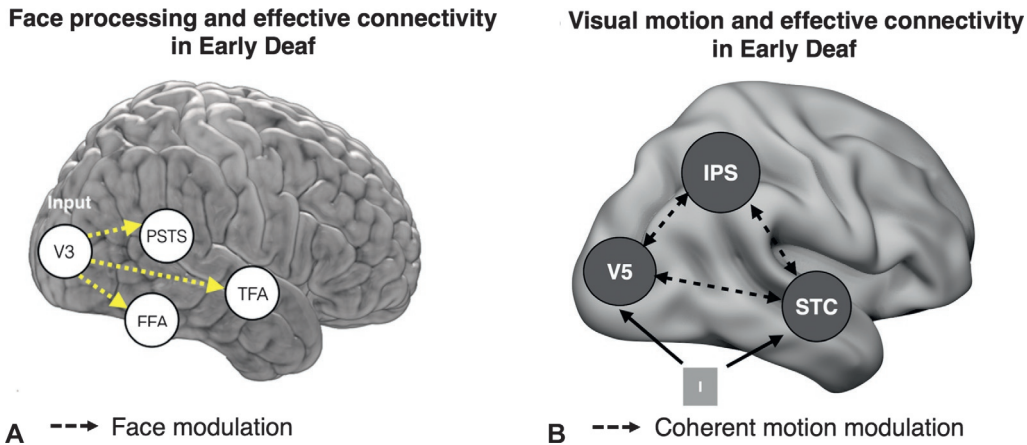 Face processing and effective connectivity
in Early Deaf
Input
V3
PSTS
TFA
FFA
A
Face modulation
Visual motion and effective connectivity
in Early Deaf
IPS
V5
STC
I
B
Coherent motion modulation